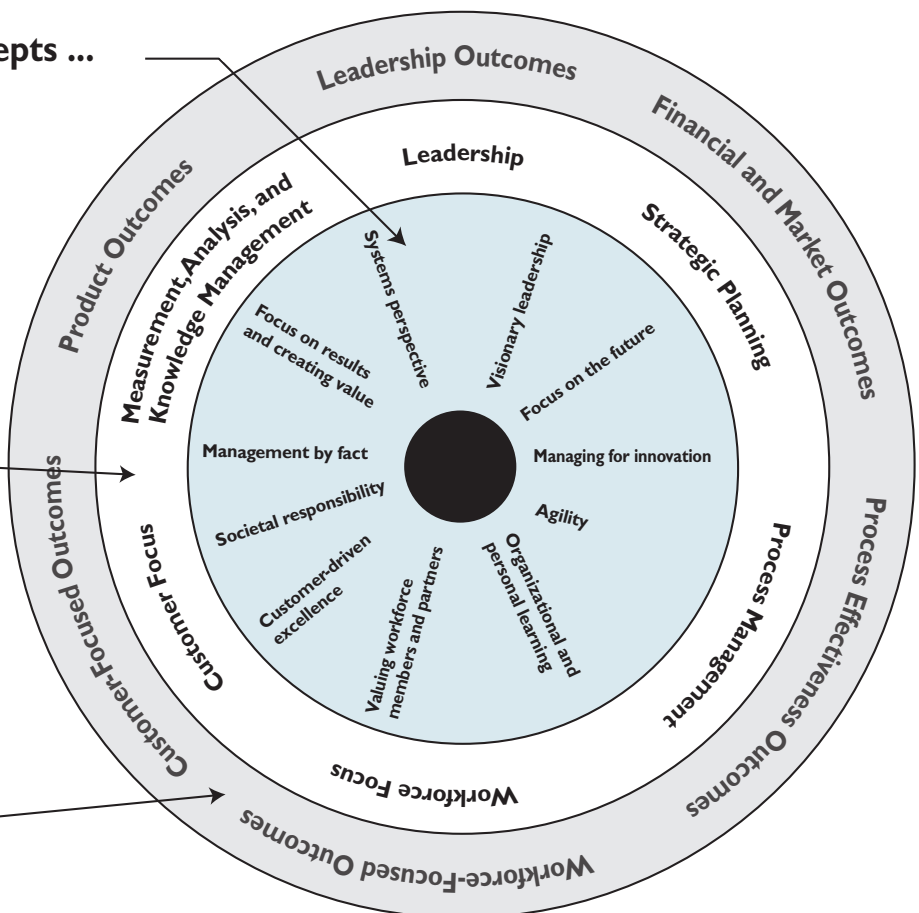 epts ...
Leadership Outcomes
Financial and Market Outcomes
Process Effectiveness Outcomes
Workforce-Focused Outcomes
Customer-Focused Outcomes
Product Outcomes
Leadership
Strategic Planning
Process Management
Workforce Focus
Customer Focus
Measurement, Analysis, and
Knowledge Management
Systems perspective
Visionary leadership
Focus on the future
Managing for innovation
Agility
Organizational and
personal learning
Valuing workforce
members and partners
Customer-driven
excellence
Societal responsibility
Management by fact
Focus on results
and creating value